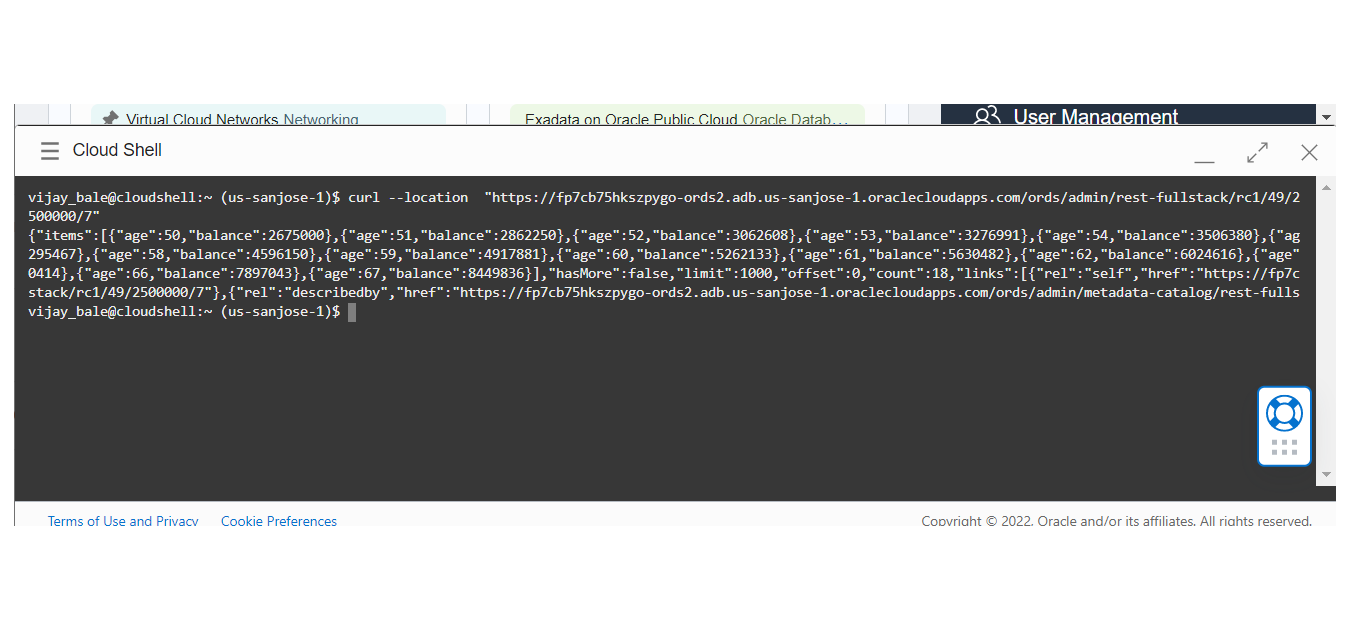 Virtual Cloud Networks Networking
Exadata on Oracle Public Cloud Oracle Datab...
User Management
Cloud Shell
vijay_bale@cloudshell:~ (us-sanjose-1)$ curl --location  "https://fp7cb75hkszpygo-ords2.adb.us-sanjose-1.oraclecloudapps.com/ords/admin/rest-fullstack/rc1/49/2
500000/7"
{"items":[{"age":50,"balance":2675000},{"age":51,"balance":2862250},{"age":52,"balance":3062608},{"age":53,"balance":3276991},{"age":54,"balance":3506380},{"ag
295467},{"age":58,"balance":4596150},{"age":59,"balance":4917881},{"age":60,"balance":5262133},{"age":61,"balance":5630482},{"age":62,"balance":6024616},{"age"
0414},{"age":66,"balance":7897043},{"age":67,"balance":8449836}],"hasMore":false,"limit":1000,"offset":0,"count":18,"links":[{"rel":"self","href":"https://fp7c
stack/rc1/49/2500000/7"},{"rel":"describedby","href":"https://fp7cb75hkszpygo-ords2.adb.us-sanjose-1.oraclecloudapps.com/ords/admin/metadata-catalog/rest-fulls
vijay_bale@cloudshell:~ (us-sanjose-1)$
Terms of Use and Privacy
Cookie Preferences
Copyright © 2022, Oracle and/or its affiliates. All rights reserved.